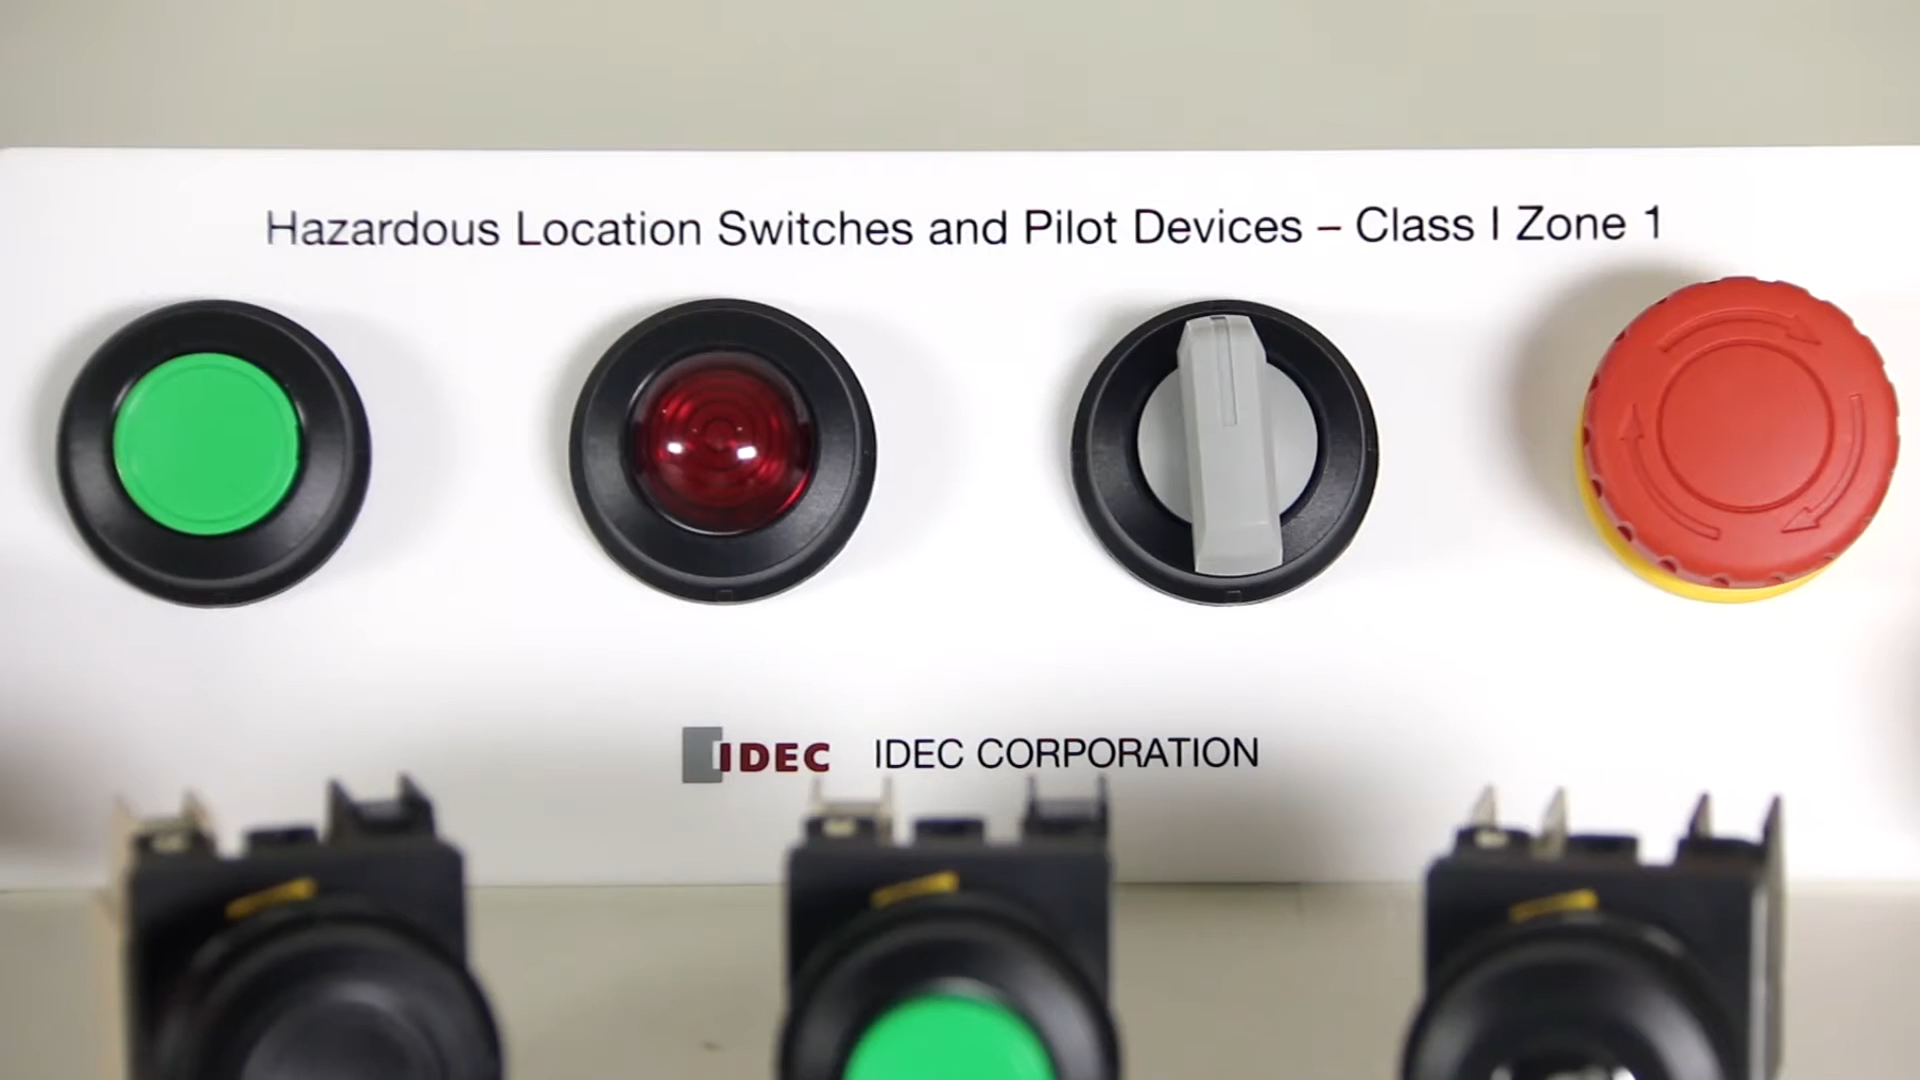 Hazardous Location Switches and Pilot Devices – Class I Zone 1
IDEC IDEC CORPORATION